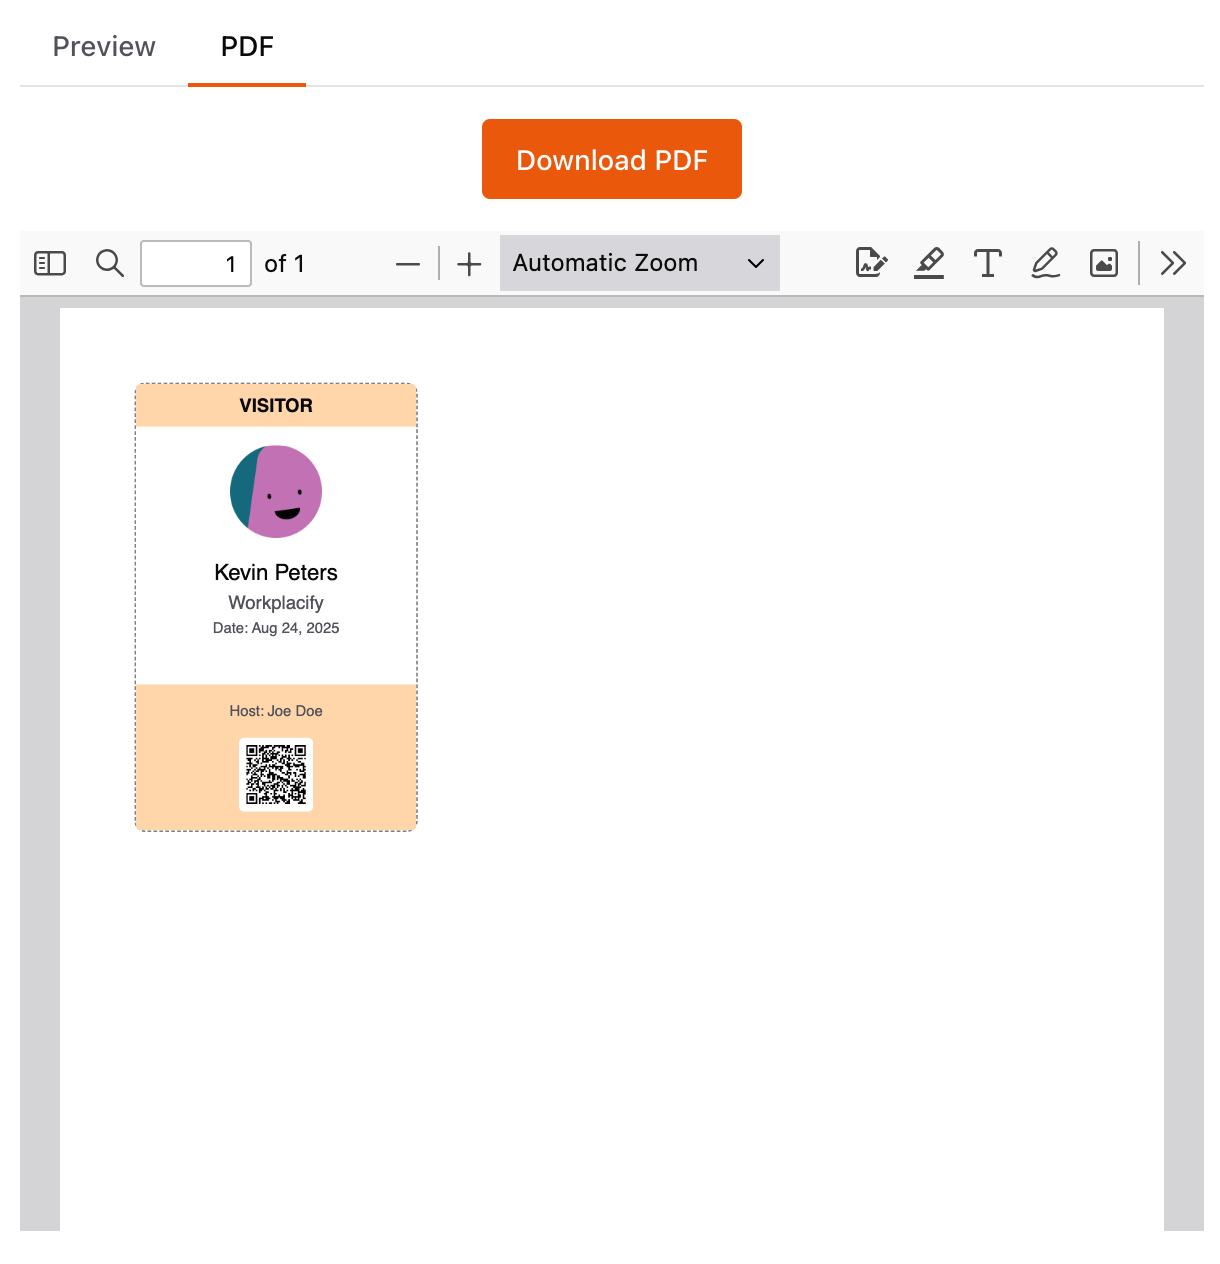 Preview PDF
Download PDF
1 of 1 Automatic Zoom
VISITOR
Kevin Peters
Workplacify
Date: Aug 24, 2025
Host: Joe Doe